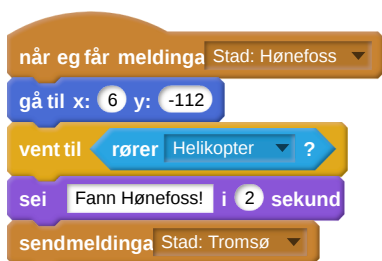 når eg får meldinga Stad: Hønefoss
gå til x: 6 y: -112
vent til rører Helikopter ?
sei Fann Hønefoss! i 2 sekund
sendmeldinga Stad: Tromsø